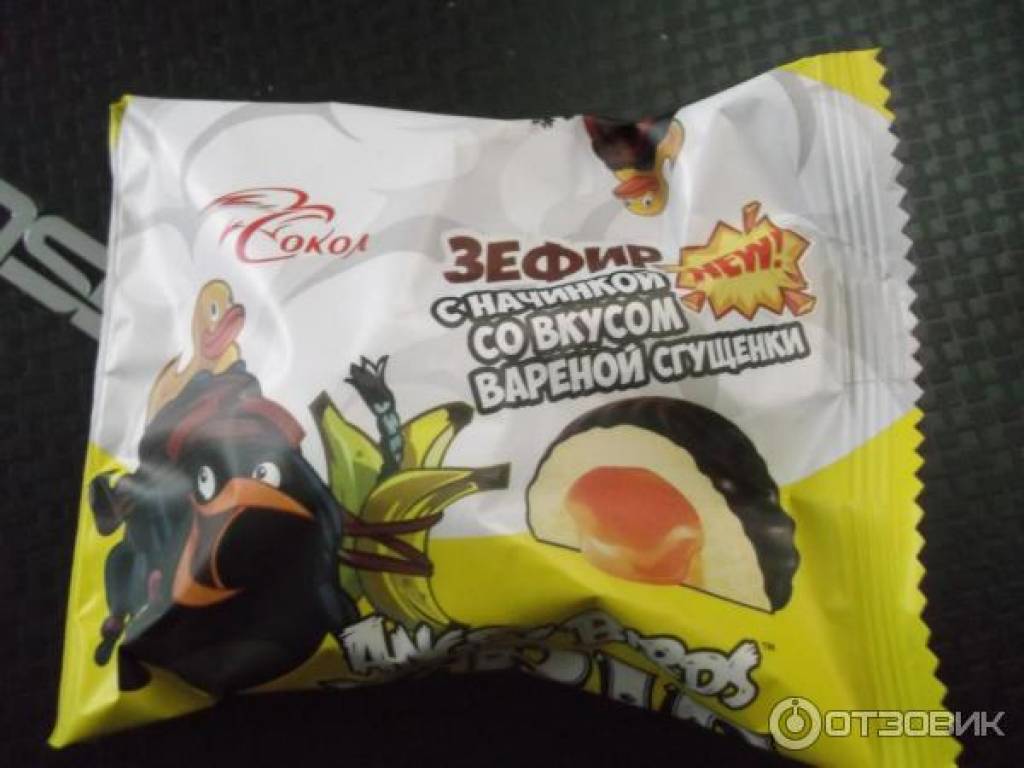 СОКОЛ
ЗЕФИР
NEW!
С НАЧИНКОЙ
СО ВКУСОМ
ВАРЕНОЙ СГУЩЕНКИ
ANGRY BIRDS
ОТЗОВИК